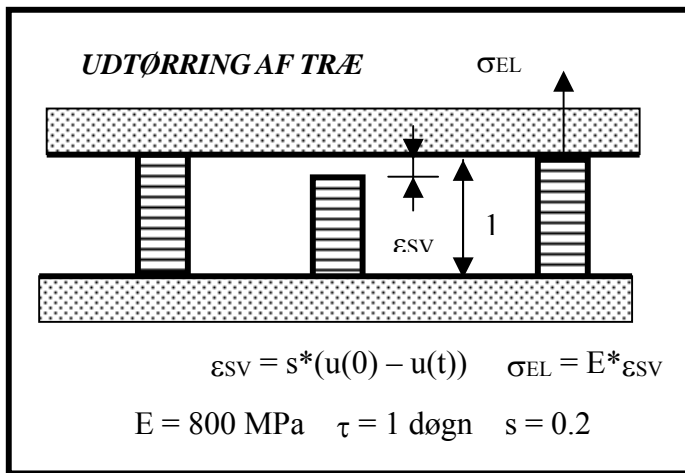 UDTØRRING AF TRÆ
σEL
1
εSV
εSV = s*(u(0) – u(t)) σEL = E*εSV
E = 800 MPa τ = 1 døgn s = 0.2